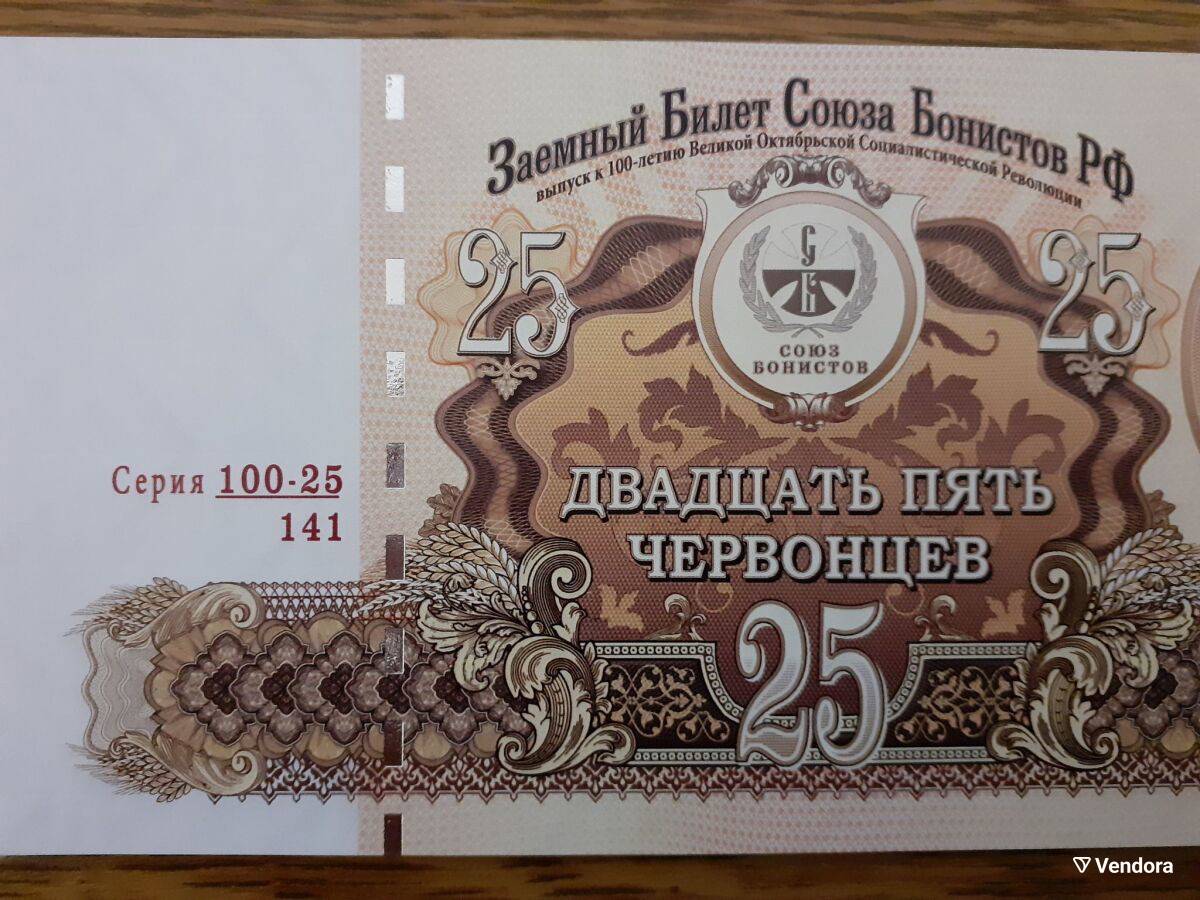 Заемный Билет Союза Бонистов РФ
выпуск к 100-летию Великой Октябрьской Социалистической Революции
25
25
С
Б
СОЮЗ
БОНИСТОВ
Серия 100-25
141
ДВАДЦАТЬ ПЯТЬ
ЧЕРВОНЦЕВ
25
Vendora